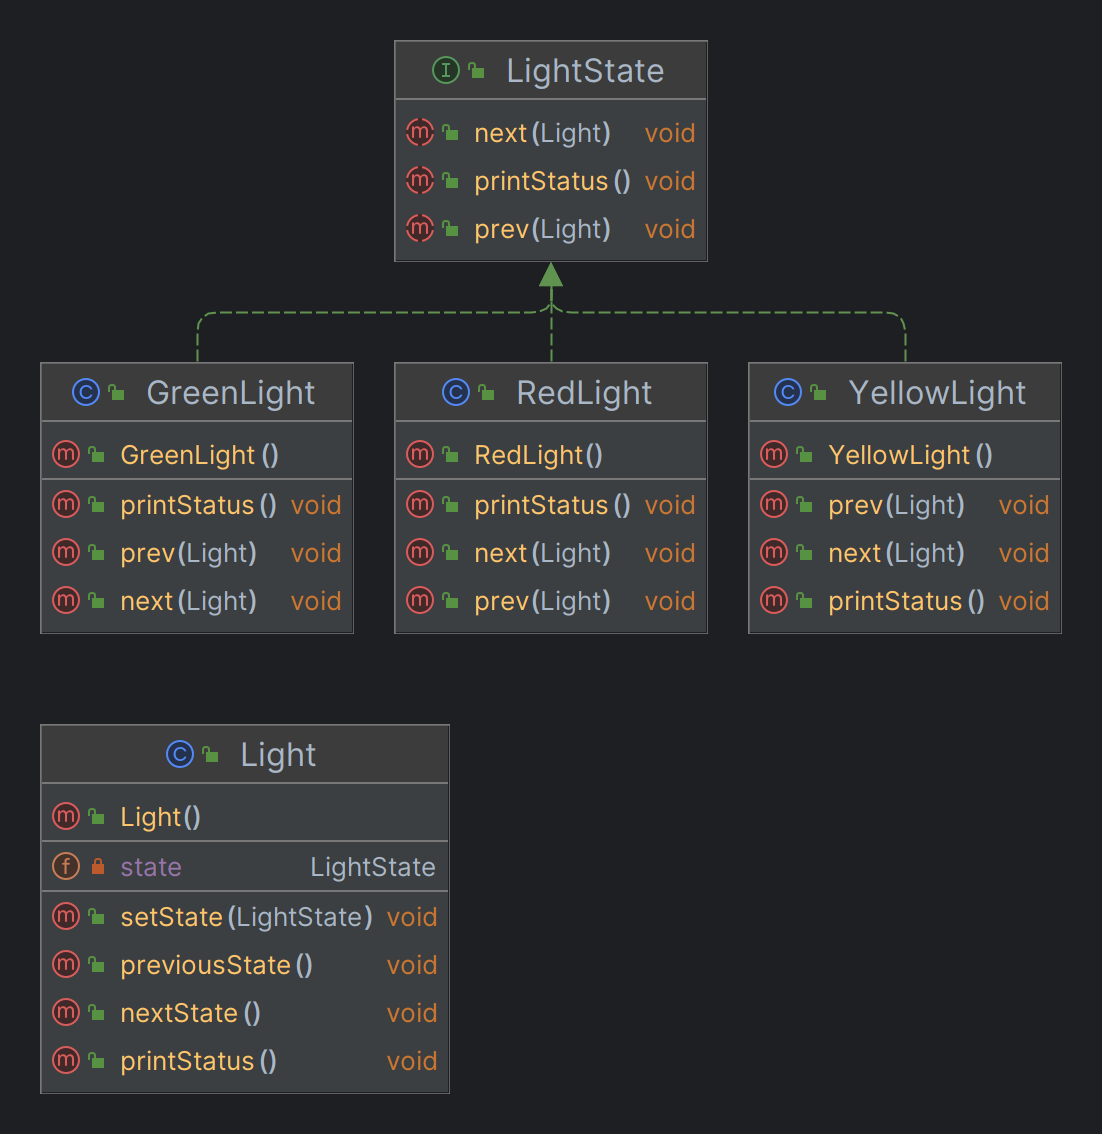 I LightState
m next(Light) void
m printStatus() void
m prev(Light) void
C GreenLight
m GreenLight()
m printStatus() void
m prev(Light) void
m next(Light) void
C RedLight
m RedLight()
m printStatus() void
m next(Light) void
m prev(Light) void
C YellowLight
m YellowLight()
m prev(Light) void
m next(Light) void
m printStatus() void
C Light
m Light()
f state LightState
m setState(LightState) void
m previousState() void
m nextState() void
m printStatus() void